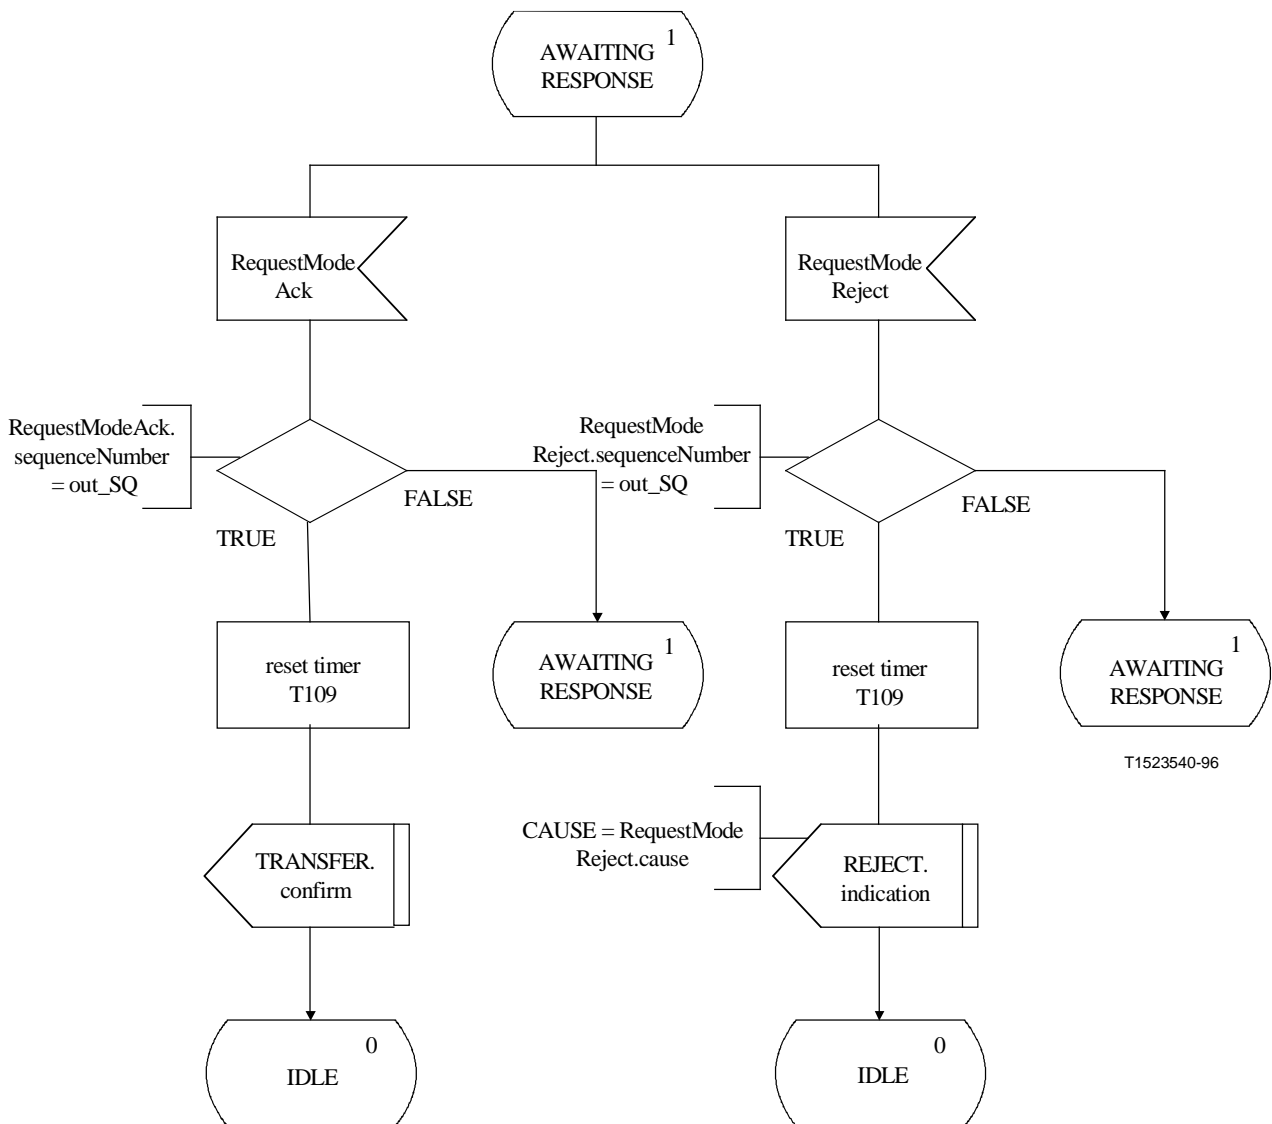 1
AWAITING
RESPONSE
RequestMode
Ack
RequestMode
Reject
RequestModeAck.
sequenceNumber
= out_SQ
FALSE
TRUE
RequestMode
Reject.sequenceNumber
= out_SQ
FALSE
TRUE
reset timer
T109
1
AWAITING
RESPONSE
reset timer
T109
1
AWAITING
RESPONSE
T1523540-96
TRANSFER.
confirm
CAUSE = RequestMode
Reject.cause
REJECT.
indication
0
IDLE
0
IDLE